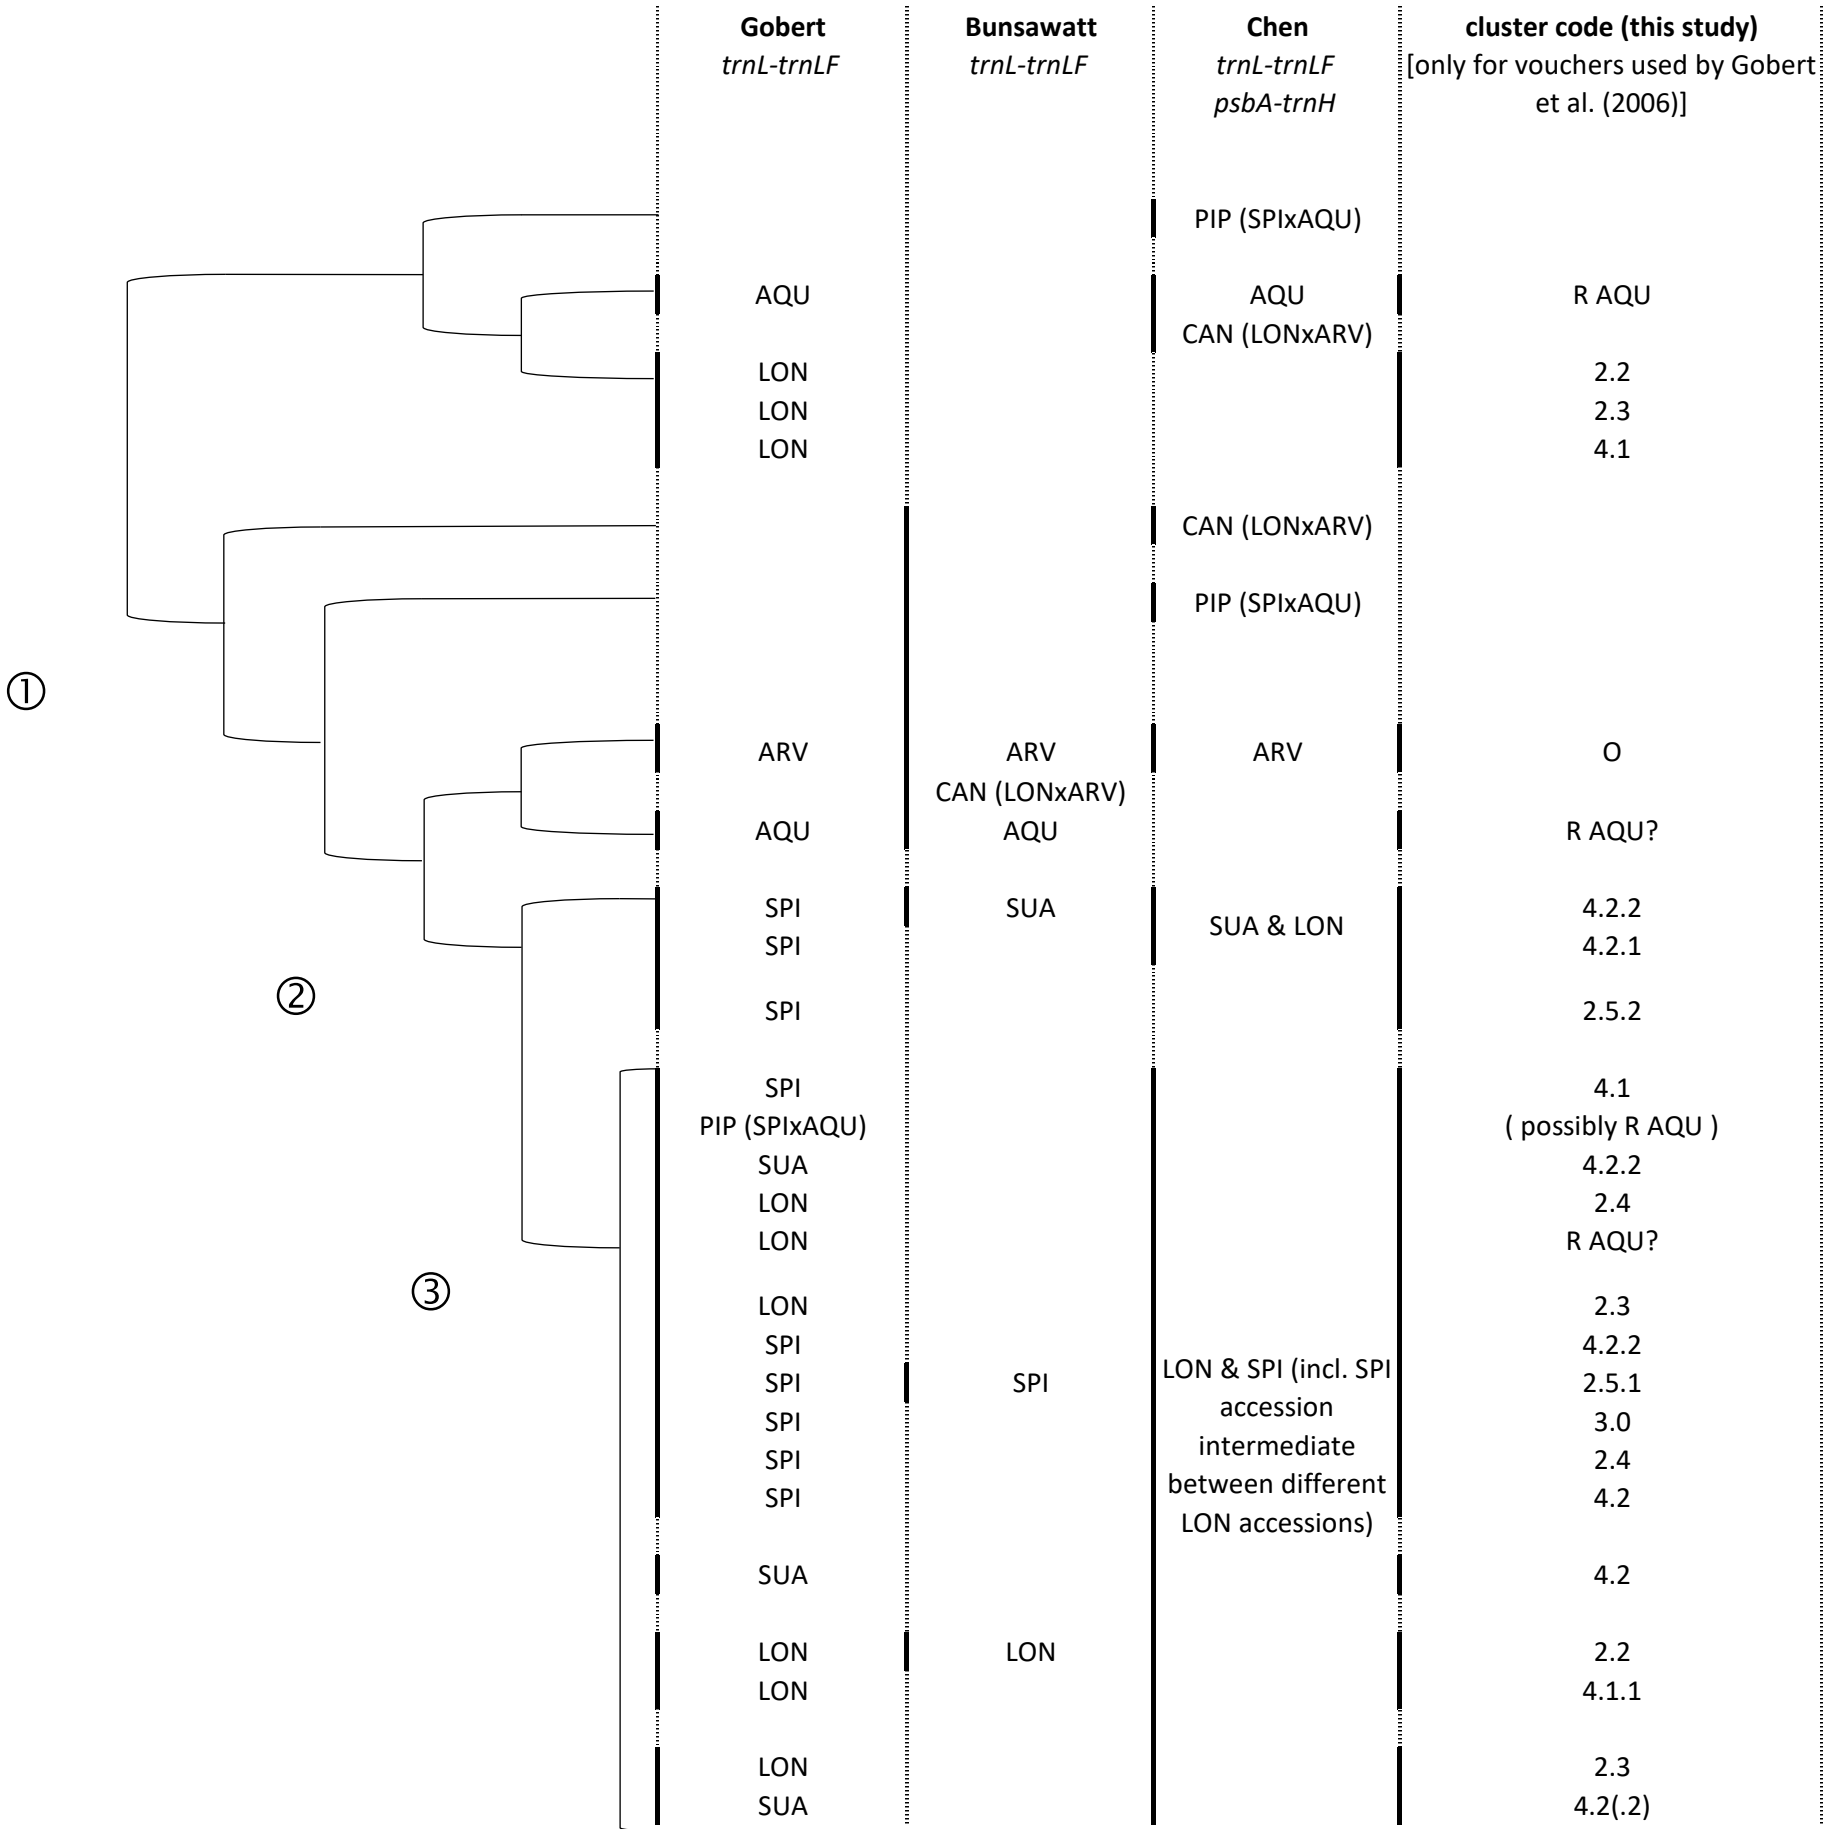 Gobert Bunsawatt Chen cluster code (this study)
trnL-trnLF trnL-trnLF trnL-trnLF [only for vouchers used by Gobert
psbA-trnH et al. (2006)]
PIP (SPIxAQU)
AQU AQU R AQU
CAN (LONxARV)
LON 2.2
LON 2.3
LON 4.1
CAN (LONxARV)
PIP (SPIxAQU)
①
ARV ARV ARV O
CAN (LONxARV)
AQU AQU R AQU?
SPI SUA 4.2.2
SUA & LON
SPI 4.2.1
② SPI 2.5.2
SPI 4.1
PIP (SPIxAQU) ( possibly R AQU )
SUA 4.2.2
LON 2.4
LON R AQU?
③ LON 2.3
SPI 4.2.2
SPI SPI LON & SPI (incl. SPI 2.5.1
accession
SPI 3.0
intermediate
SPI 2.4
between different
SPI 4.2
LON accessions)
SUA 4.2
LON LON 2.2
LON 4.1.1
LON 2.3
SUA 4.2(.2)